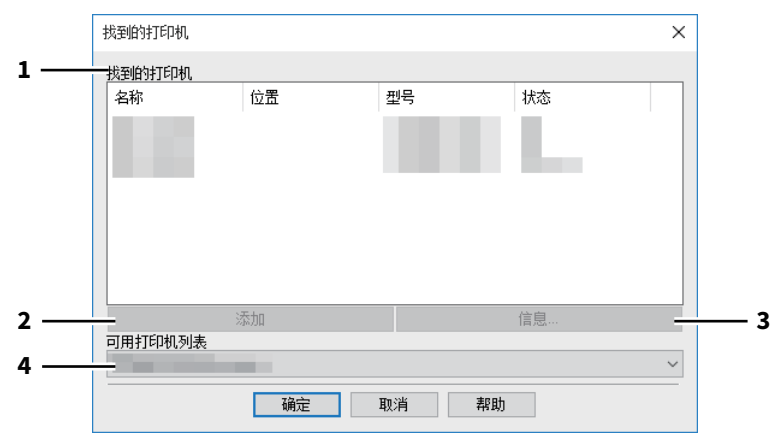 找到的打印机
1 找到的打印机
名称 位置 型号 状态
2 添加 信息... 3
可用打印机列表
4
确定 取消 帮助